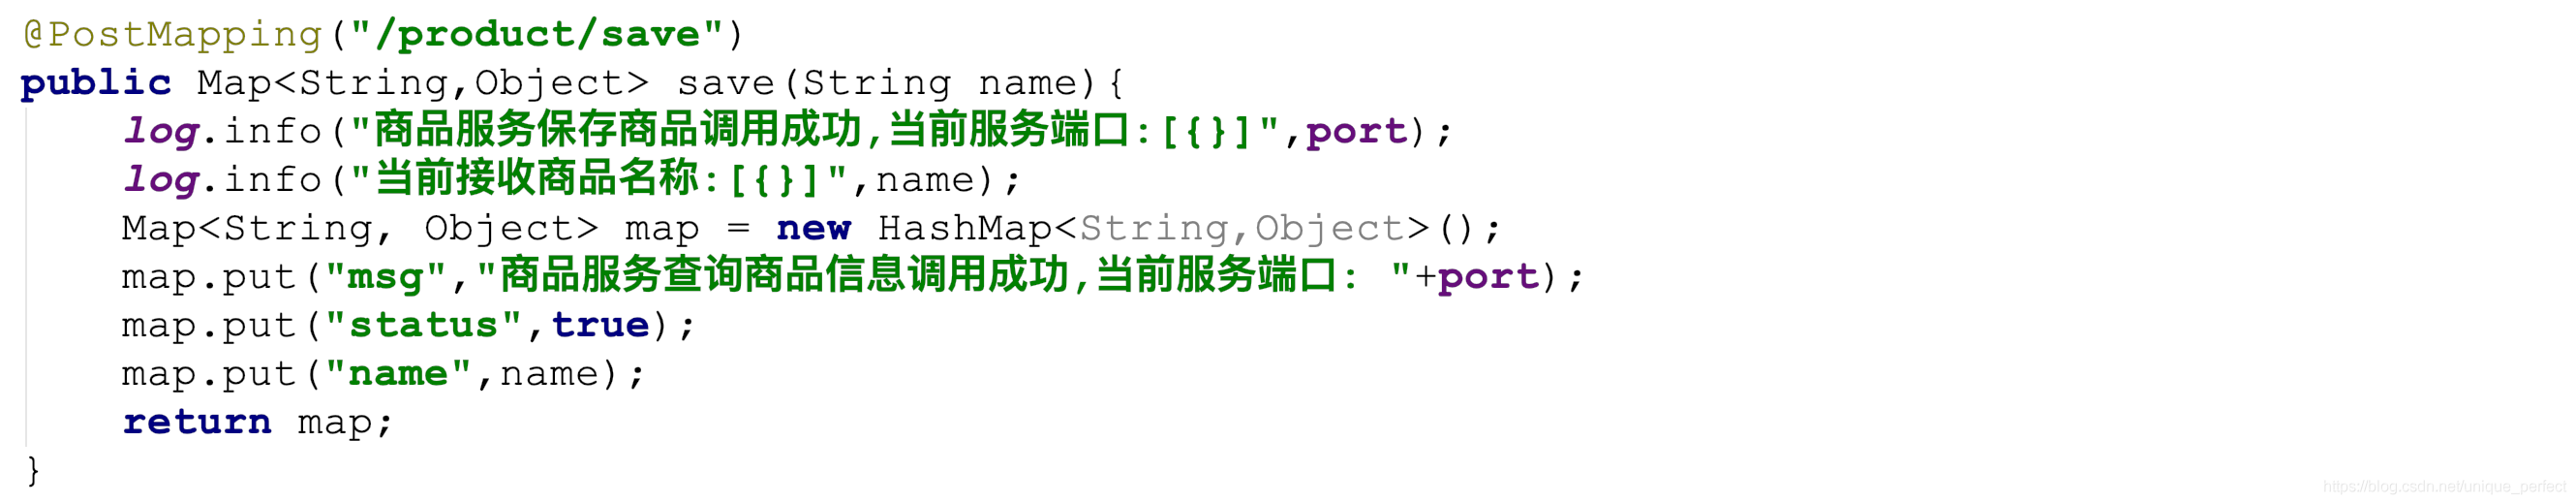 @PostMapping("/product/save")
public Map<String,Object> save(String name){
    log.info("商品服务保存商品调用成功,当前服务端口:[{}]",port);
    log.info("当前接收商品名称:[{}]",name);
    Map<String, Object> map = new HashMap<String,Object>();
    map.put("msg","商品服务查询商品信息调用成功,当前服务端口: "+port);
    map.put("status",true);
    map.put("name",name);
    return map;
}
https://blog.csdn.net/unique_perfect